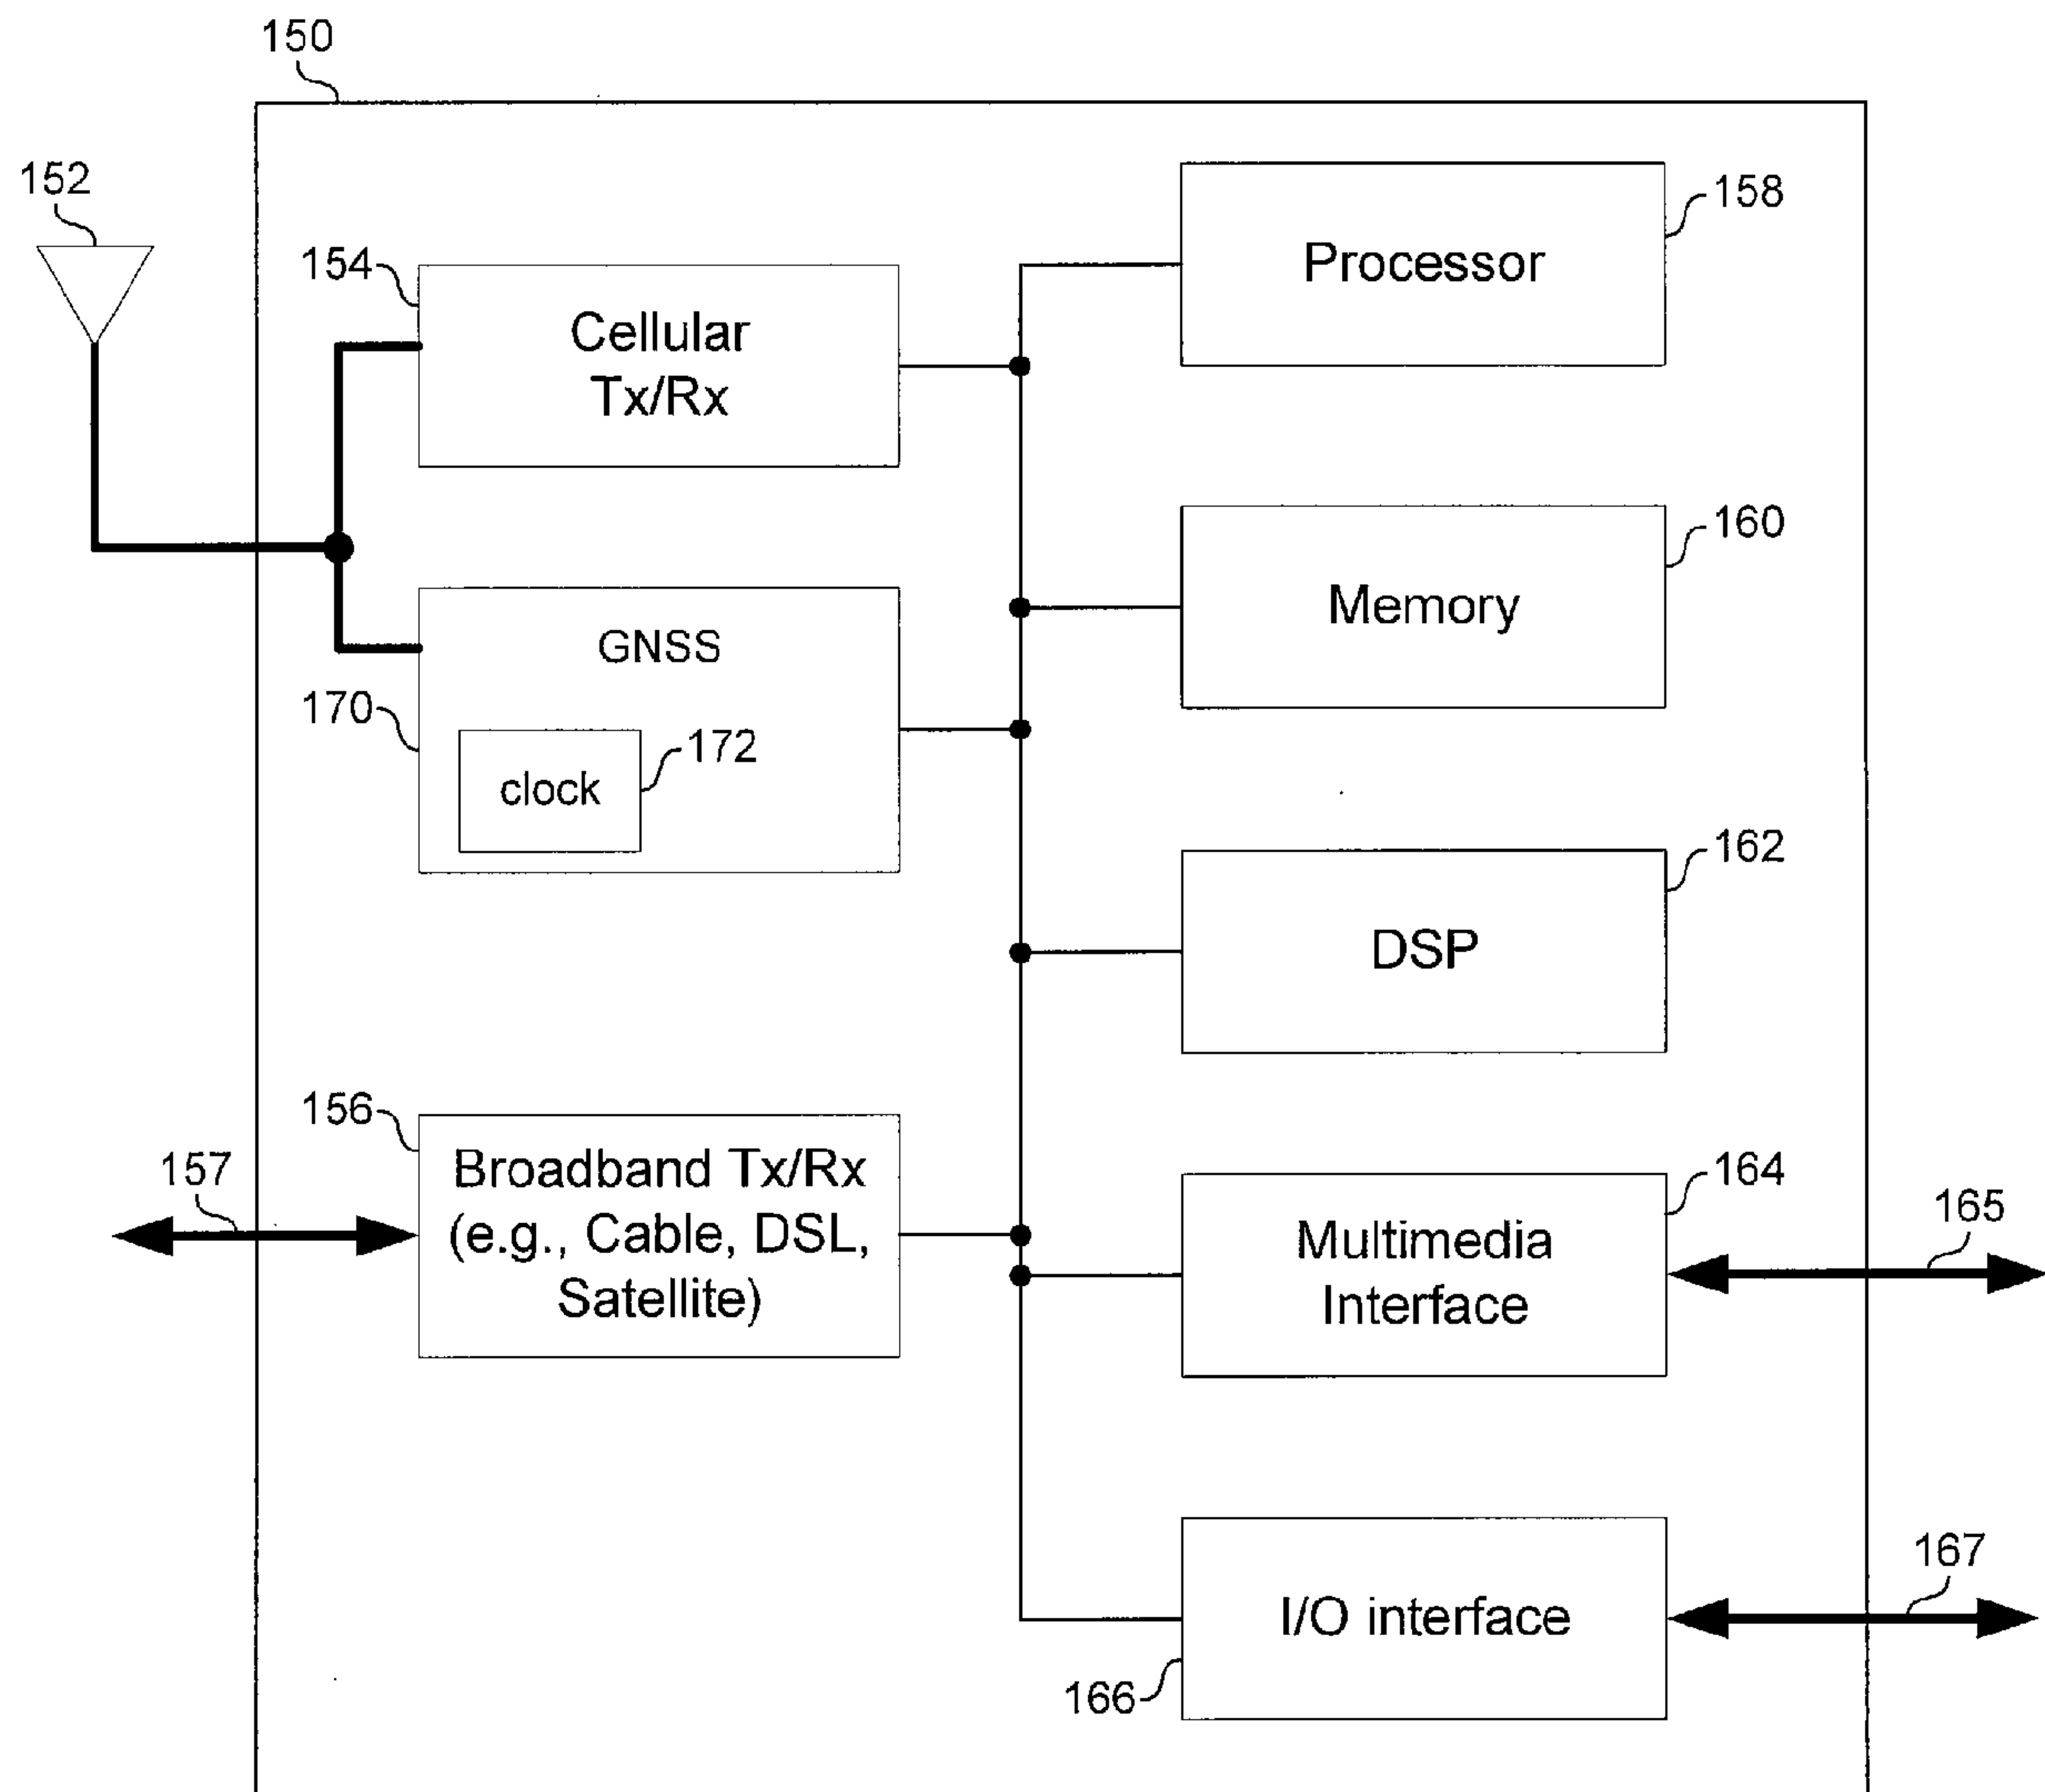 150
152
154
Cellular
Tx/Rx
Processor
158
Memory
160
GNSS
170
clock
172
DSP
162
156
Broadband Tx/Rx
(e.g., Cable, DSL,
Satellite)
157
Multimedia
Interface
164
165
I/O interface
166
167